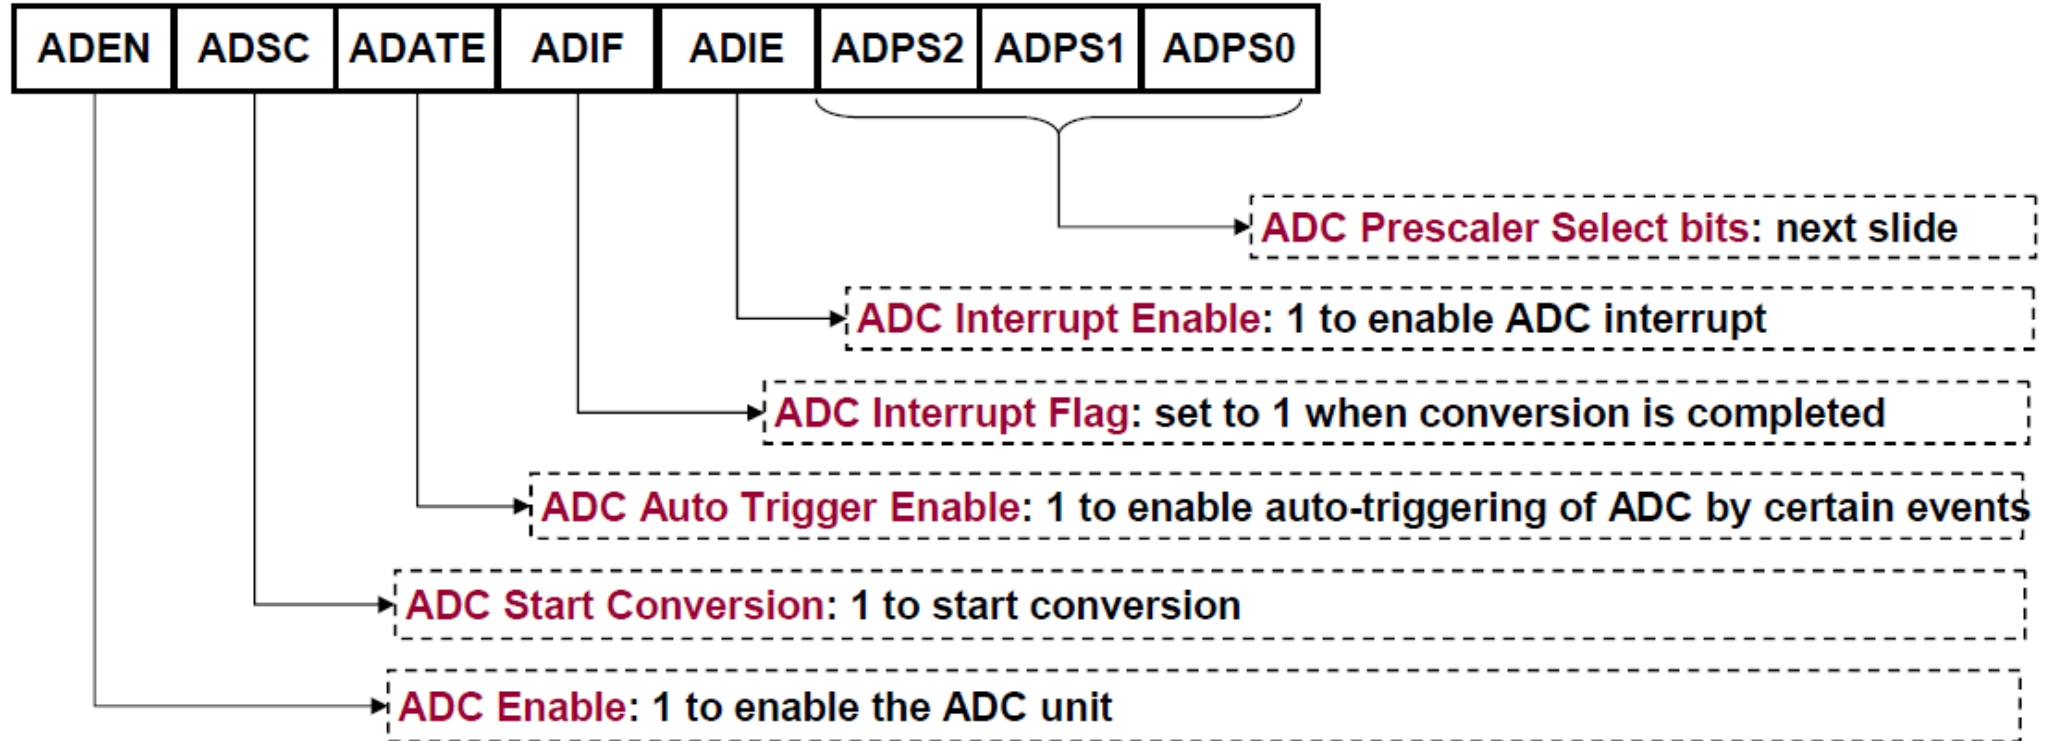 ADEN ADSC ADATE ADIF ADIE ADPS2 ADPS1 ADPS0
ADC Prescaler Select bits: next slide
ADC Interrupt Enable: 1 to enable ADC interrupt
ADC Interrupt Flag: set to 1 when conversion is completed
ADC Auto Trigger Enable: 1 to enable auto-triggering of ADC by certain events
ADC Start Conversion: 1 to start conversion
ADC Enable: 1 to enable the ADC unit